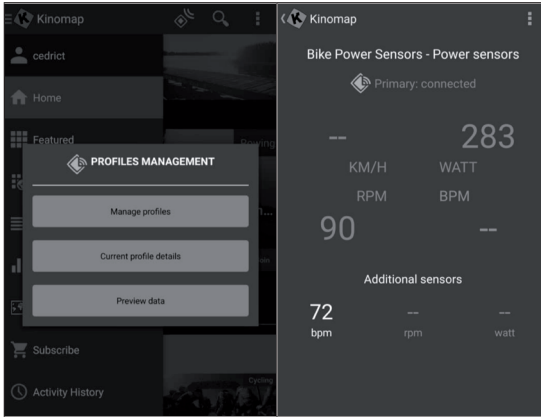 Kinomap
cedrict
Home
Featured
Rowing
PROFILES MANAGEMENT
Manage profiles
Current profile details
Preview data
Subscribe
Cycling
Activity History
Kinomap
Bike Power Sensors - Power sensors
Primary: connected
-- 283
KM/H WATT
RPM BPM
90 --
Additional sensors
72 -- --
bpm rpm watt